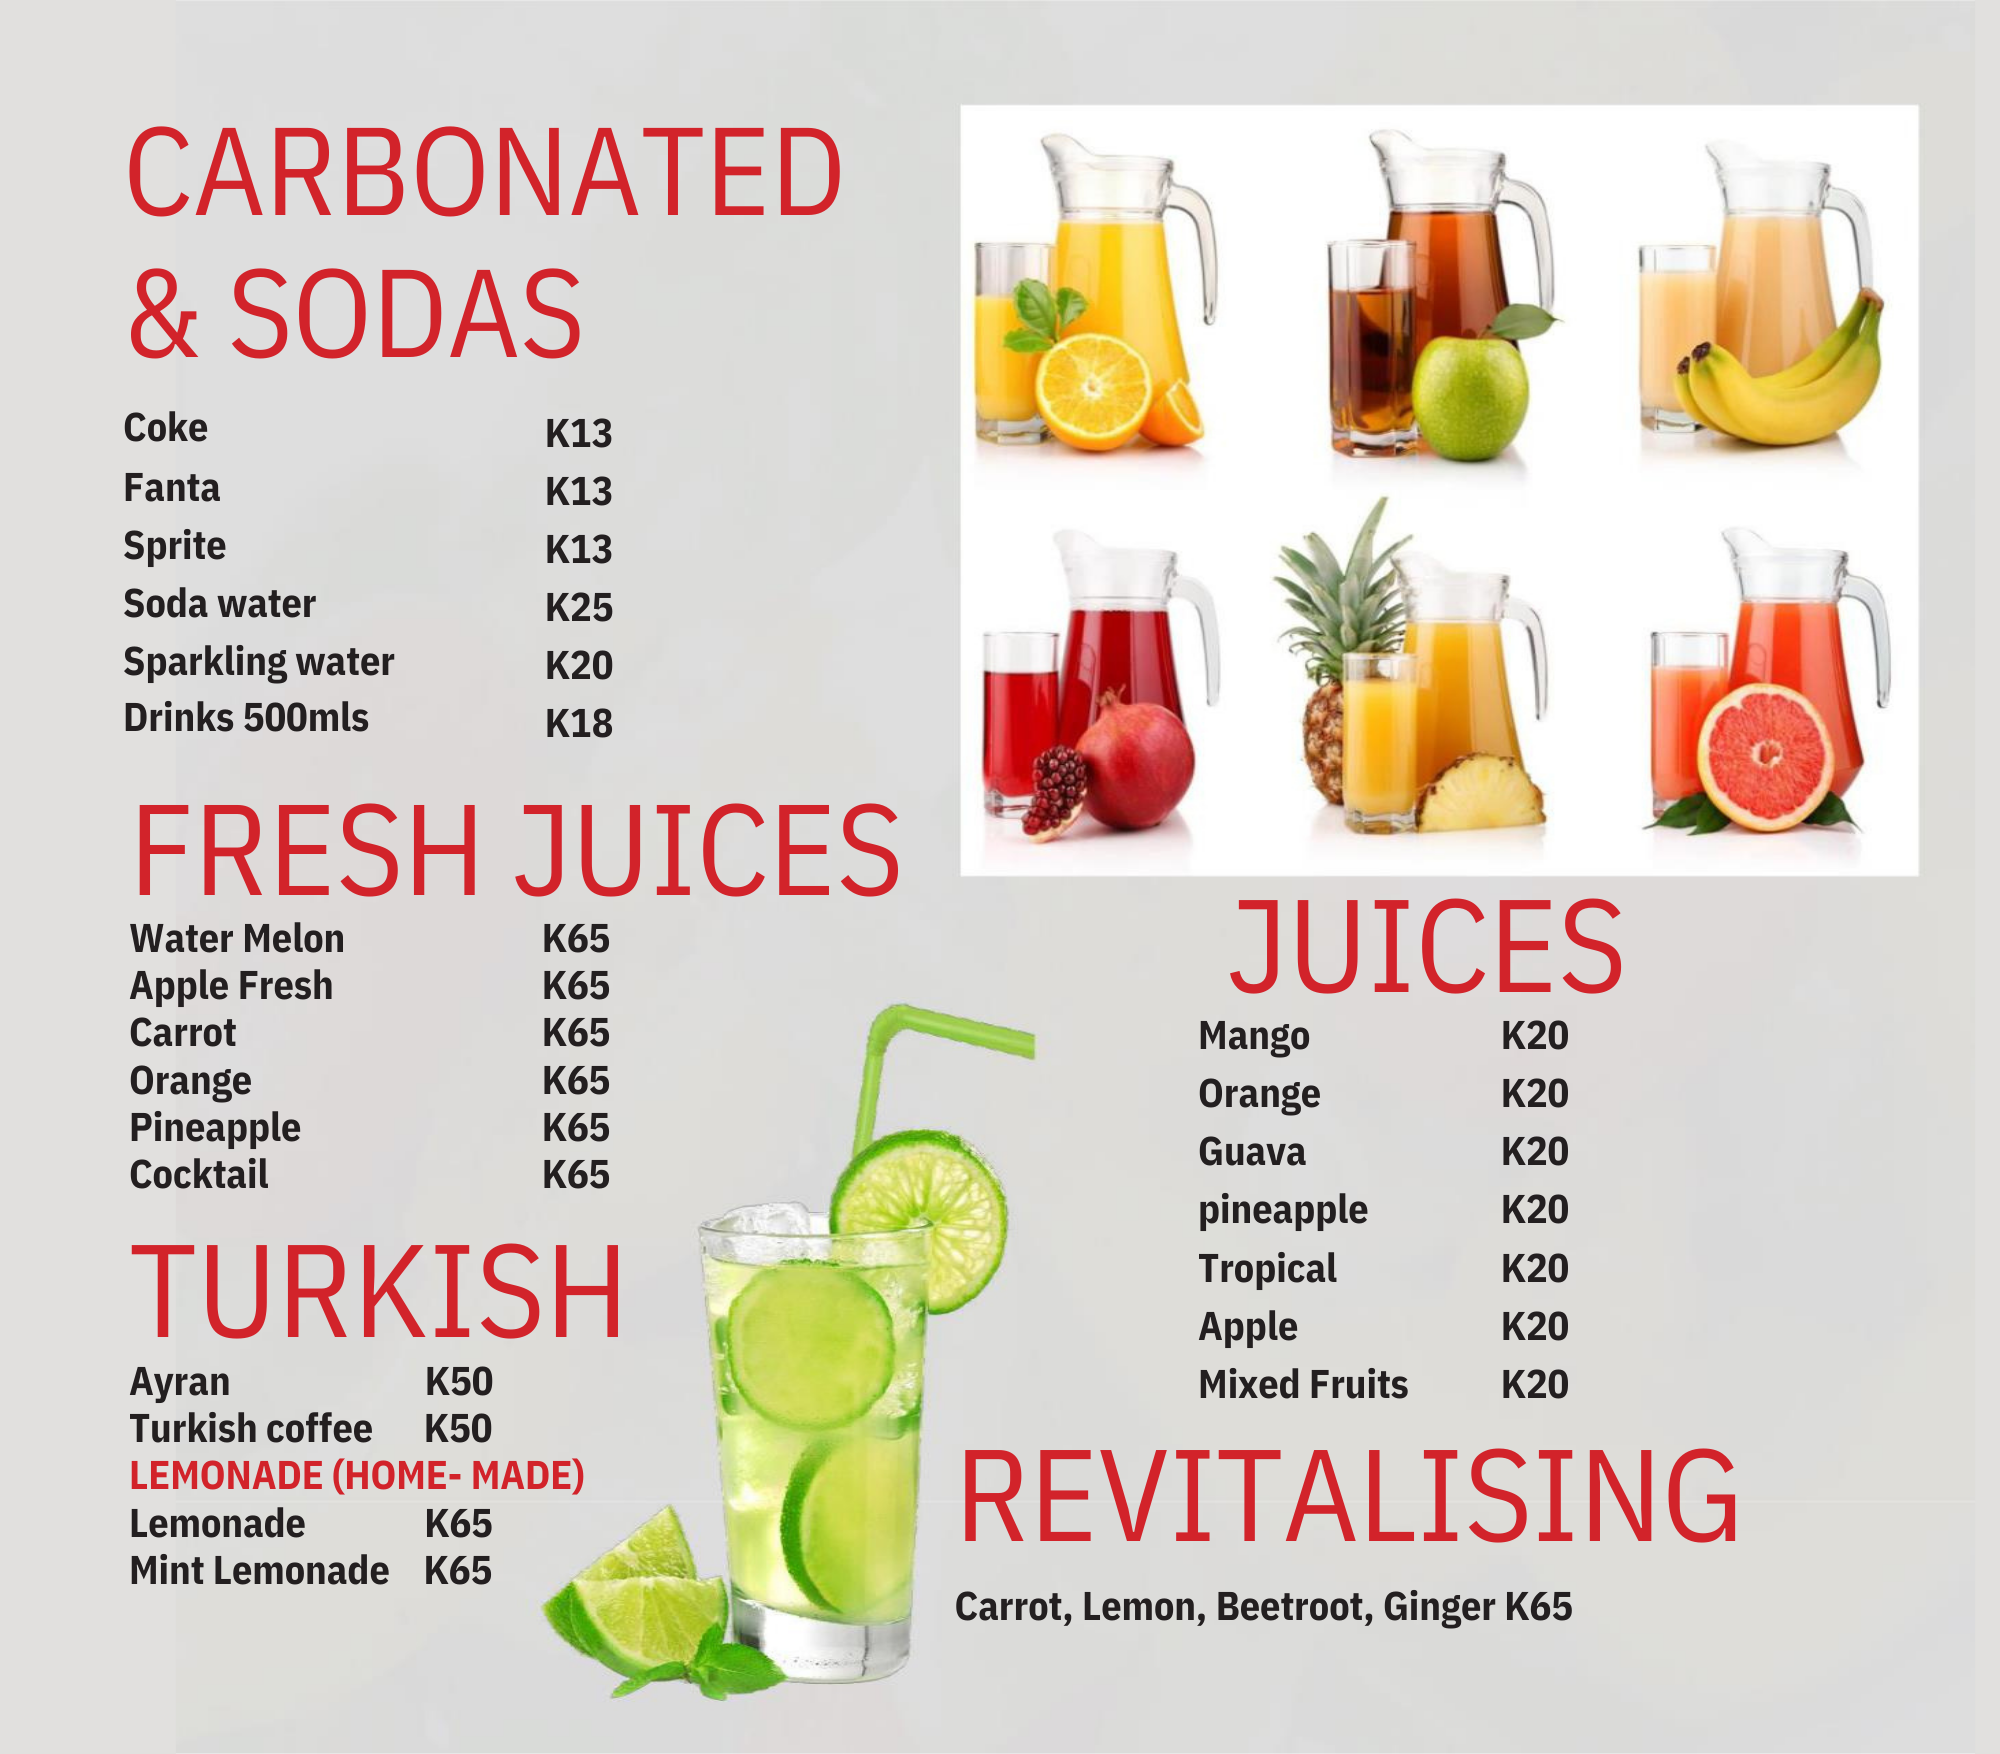 CARBONATED
& SODAS
Coke K13
Fanta K13
Sprite K13
Soda water K25
Sparkling water K20
Drinks 500mls K18
FRESH JUICES
Water Melon K65
Apple Fresh K65
Carrot K65
Orange K65
Pineapple K65
Cocktail K65
TURKISH
Ayran K50
Turkish coffee K50
LEMONADE (HOME- MADE)
Lemonade K65
Mint Lemonade K65
JUICES
Mango K20
Orange K20
Guava K20
pineapple K20
Tropical K20
Apple K20
Mixed Fruits K20
REVITALISING
Carrot, Lemon, Beetroot, Ginger K65